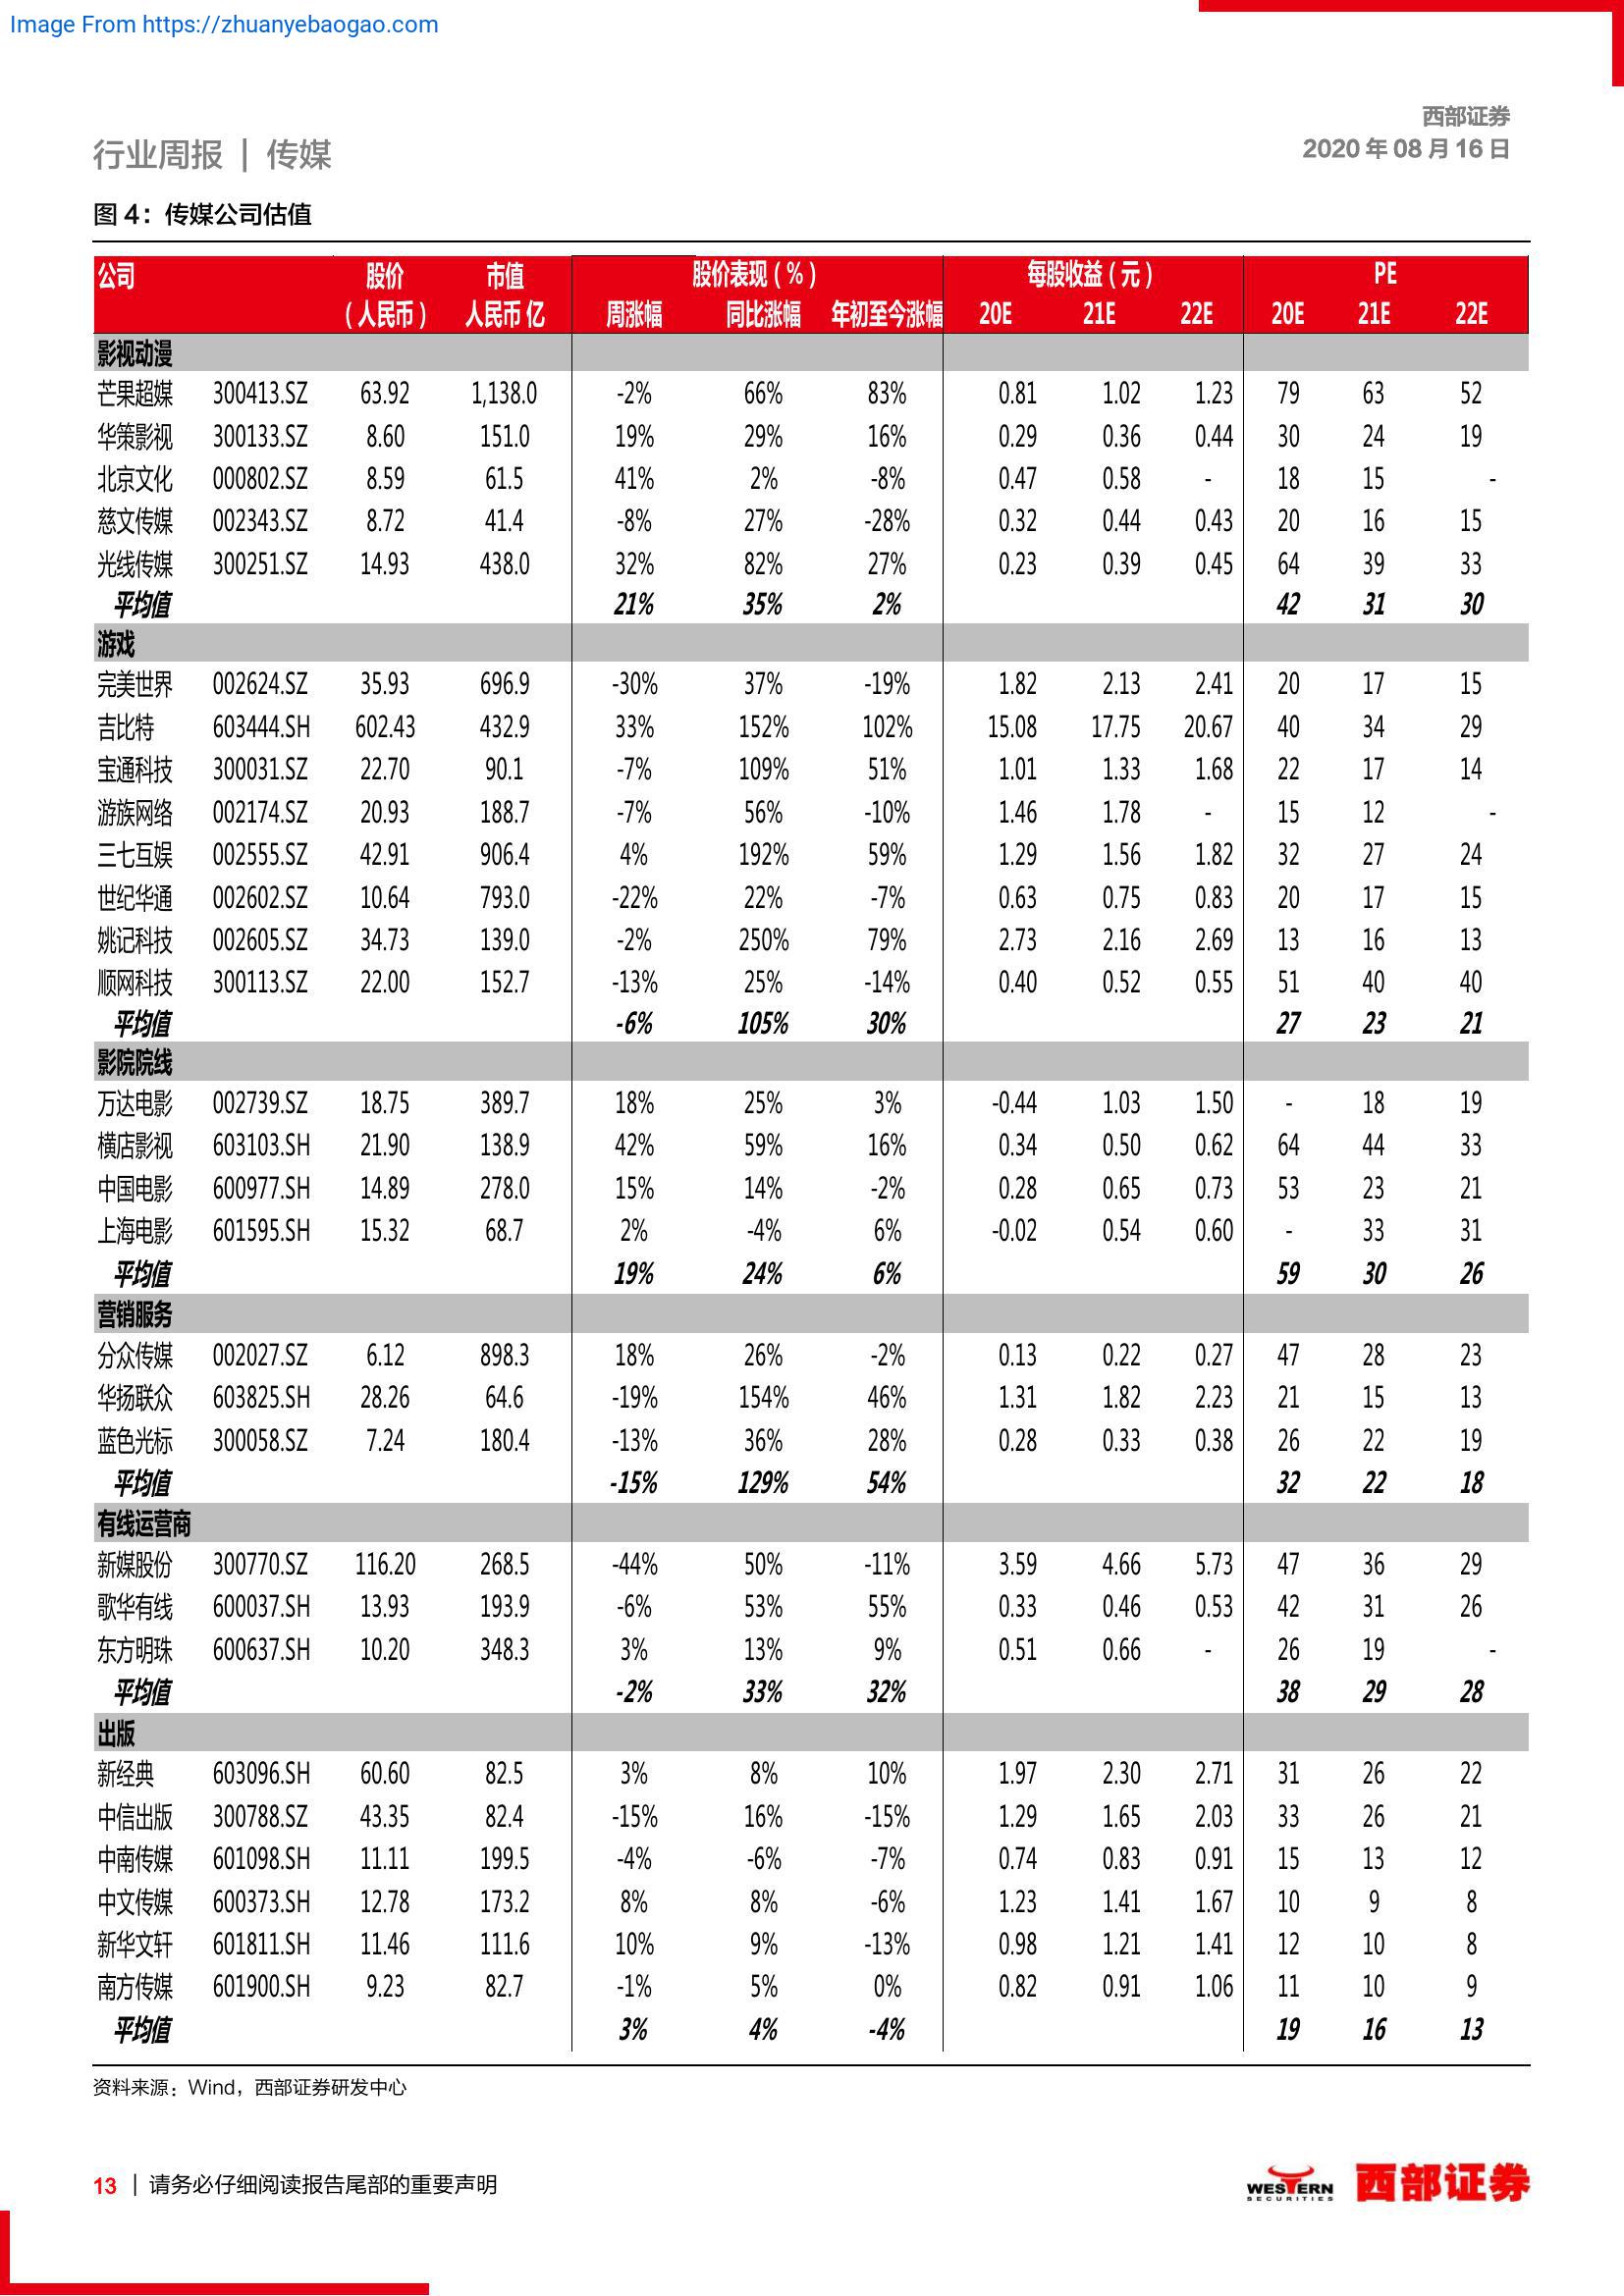 Image From https://zhuanyebaogao.com
西部证券
行业周报 | 传媒
2020 年 08 月 16 日
图 4：传媒公司估值
公司 股价 市值 股价表现（%） 每股收益（元） PE
（人民币） 人民币 亿 周涨幅 同比涨幅 年初至今涨幅 20E 21E 22E 20E 21E 22E
影视动漫
芒果超媒 300413.SZ 63.92 1,138.0 -2% 66% 83% 0.81 1.02 1.23 79 63 52
华策影视 300133.SZ 8.60 151.0 19% 29% 16% 0.29 0.36 0.44 30 24 19
北京文化 000802.SZ 8.59 61.5 41% 2% -8% 0.47 0.58 - 18 15 -
慈文传媒 002343.SZ 8.72 41.4 -8% 27% -28% 0.32 0.44 0.43 20 16 15
光线传媒 300251.SZ 14.93 438.0 32% 82% 27% 0.23 0.39 0.45 64 39 33
平均值 21% 35% 2% 42 31 30
游戏
完美世界 002624.SZ 35.93 696.9 -30% 37% -19% 1.82 2.13 2.41 20 17 15
吉比特 603444.SH 602.43 432.9 33% 152% 102% 15.08 17.75 20.67 40 34 29
宝通科技 300031.SZ 22.70 90.1 -7% 109% 51% 1.01 1.33 1.68 22 17 14
游族网络 002174.SZ 20.93 188.7 -7% 56% -10% 1.46 1.78 - 15 12 -
三七互娱 002555.SZ 42.91 906.4 4% 192% 59% 1.29 1.56 1.82 32 27 24
世纪华通 002602.SZ 10.64 793.0 -22% 22% -7% 0.63 0.75 0.83 20 17 15
姚记科技 002605.SZ 34.73 139.0 -2% 250% 79% 2.73 2.16 2.69 13 16 13
顺网科技 300113.SZ 22.00 152.7 -13% 25% -14% 0.40 0.52 0.55 51 40 40
平均值 -6% 105% 30% 27 23 21
影院院线
万达电影 002739.SZ 18.75 389.7 18% 25% 3% -0.44 1.03 1.50 - 18 19
横店影视 603103.SH 21.90 138.9 42% 59% 16% 0.34 0.50 0.62 64 44 33
中国电影 600977.SH 14.89 278.0 15% 14% -2% 0.28 0.65 0.73 53 23 21
上海电影 601595.SH 15.32 68.7 2% -4% 6% -0.02 0.54 0.60 - 33 31
平均值 19% 24% 6% 59 30 26
营销服务
分众传媒 002027.SZ 6.12 898.3 18% 26% -2% 0.13 0.22 0.27 47 28 23
华扬联众 603825.SH 28.26 64.6 -19% 154% 46% 1.31 1.82 2.23 21 15 13
蓝色光标 300058.SZ 7.24 180.4 -13% 36% 28% 0.28 0.33 0.38 26 22 19
平均值 -15% 129% 54% 32 22 18
有线运营商
新媒股份 300770.SZ 116.20 268.5 -44% 50% -11% 3.59 4.66 5.73 47 36 29
歌华有线 600037.SH 13.93 193.9 -6% 53% 55% 0.33 0.46 0.53 42 31 26
东方明珠 600637.SH 10.20 348.3 3% 13% 9% 0.51 0.66 - 26 19 -
平均值 -2% 33% 32% 38 29 28
出版
新经典 603096.SH 60.60 82.5 3% 8% 10% 1.97 2.30 2.71 31 26 22
中信出版 300788.SZ 43.35 82.4 -15% 16% -15% 1.29 1.65 2.03 33 26 21
中南传媒 601098.SH 11.11 199.5 -4% -6% -7% 0.74 0.83 0.91 15 13 12
中文传媒 600373.SH 12.78 173.2 8% 8% -6% 1.23 1.41 1.67 10 9 8
新华文轩 601811.SH 11.46 111.6 10% 9% -13% 0.98 1.21 1.41 12 10 8
南方传媒 601900.SH 9.23 82.7 -1% 5% 0% 0.82 0.91 1.06 11 10 9
平均值 3% 4% -4% 19 16 13
资料来源：Wind，西部证券研发中心
13 | 请务必仔细阅读报告尾部的重要声明
WESTERN
SECURITIES
西部证券